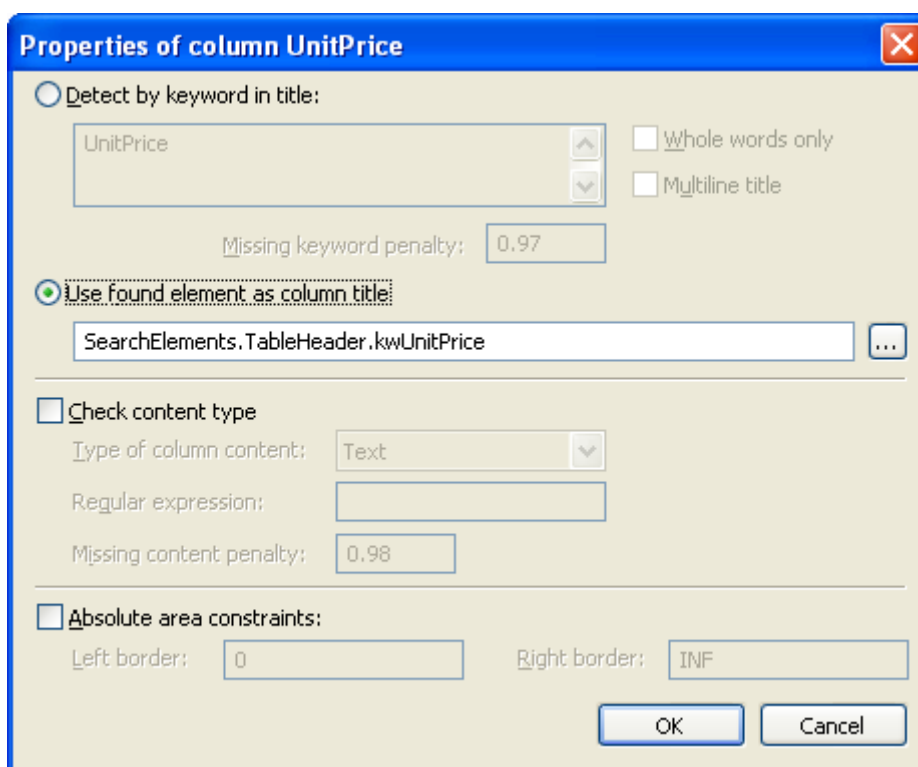 Properties of column UnitPrice
Detect by keyword in title:
UnitPrice
Whole words only
Multiline title
Missing keyword penalty: 0.97
Use found element as column title
SearchElements.TableHeader.kwUnitPrice ...
Check content type
Type of column content: Text
Regular expression:
Missing content penalty: 0.98
Absolute area constraints:
Left border: 0 Right border: INF
OK Cancel